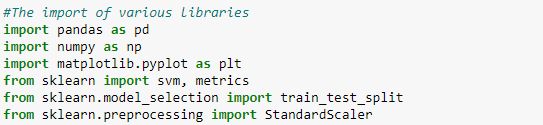 #The import of various libraries
import pandas as pd
import numpy as np
import matplotlib.pyplot as plt
from sklearn import svm, metrics
from sklearn.model_selection import train_test_split
from sklearn.preprocessing import StandardScaler